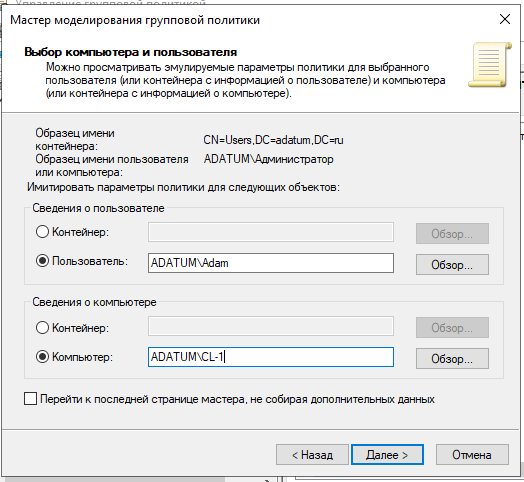 Управление групповой политикой
Мастер моделирования групповой политики
Выбор компьютера и пользователя
Можно просматривать эмулируемые параметры политики для выбранного
пользователя (или контейнера с информацией о пользователе) и компьютера
(или контейнера с информацией о компьютере).
Образец имени
контейнера:
CN=Users,DC=adatum,DC=ru
Образец имени пользователя
или компьютера:
ADATUM\Администратор
Имитировать параметры политики для следующих объектов:
Сведения о пользователе
Контейнер:
Обзор...
Пользователь:
ADATUM\Adam
Обзор...
Сведения о компьютере
Контейнер:
Обзор...
Компьютер:
ADATUM\CL-1
Обзор...
Перейти к последней странице мастера, не собирая дополнительных данных
< Назад
Далее >
Отмена